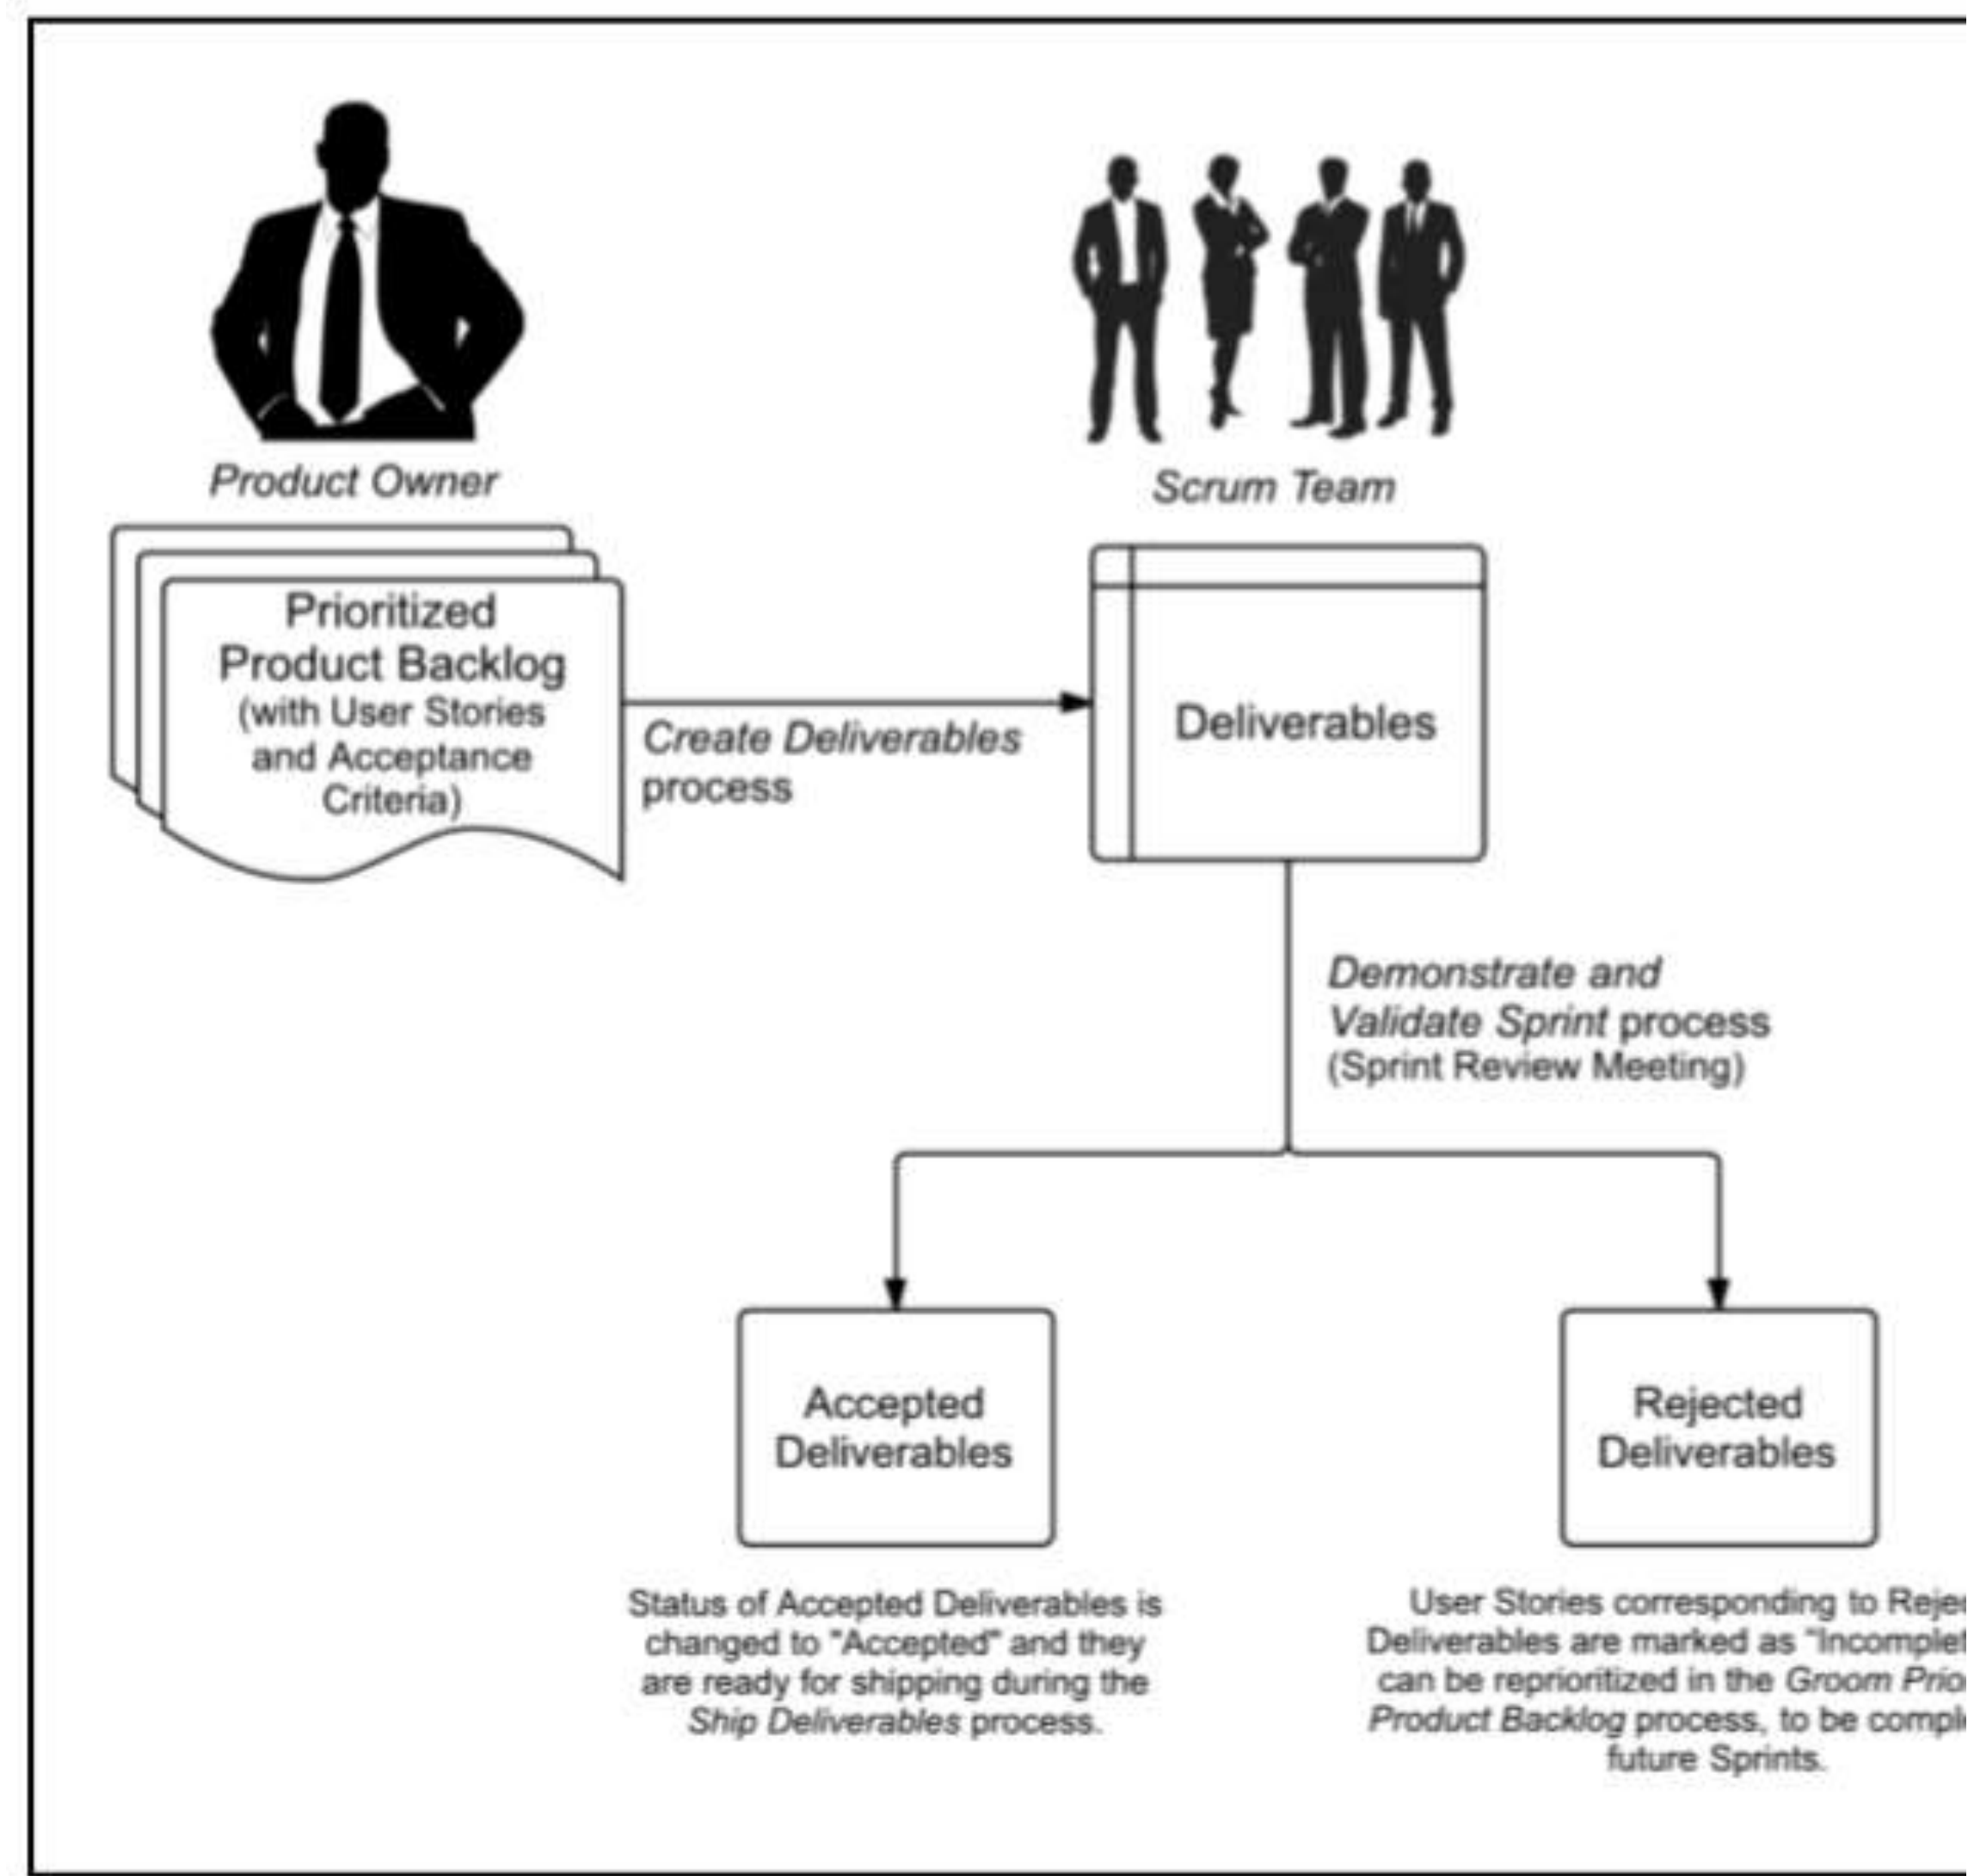 Product Owner
Scrum Team
Prioritized
Product Backlog
(with User Stories
and Acceptance
Criteria)
Create Deliverables
process
Deliverables
Demonstrate and
Validate Sprint process
(Sprint Review Meeting)
Accepted
Deliverables
Rejected
Deliverables
Status of Accepted Deliverables is
changed to "Accepted" and they
are ready for shipping during the
Ship Deliverables process.
User Stories corresponding to
Deliverables are marked as
can be reprioritized in the Groom
Product Backlog process, to be
future Sprints.